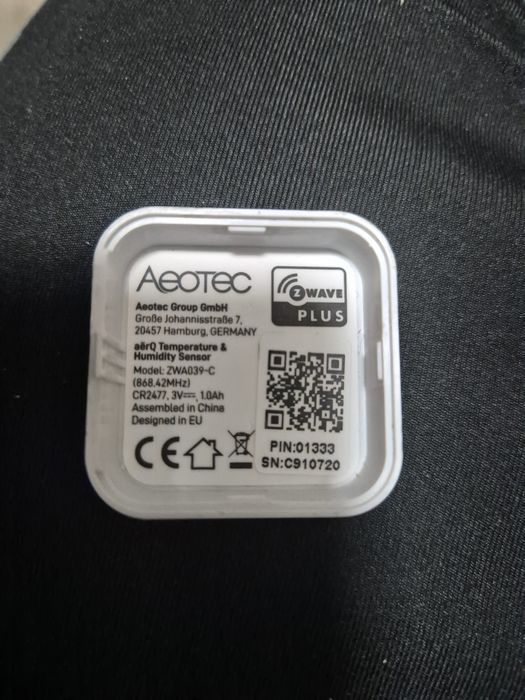 AEOTEC
Aeotec Group GmbH
Große Johannisstraße 7,
20457 Hamburg, GERMANY
aërQ Temperature &
Humidity Sensor
Model: ZWA039-C
(868.42MHz)
CR2477, 3V⎓, 1.0Ah
Assembled in China
Designed in EU
CE
Z WAVE
PLUS
PIN:01333
SN:C910720